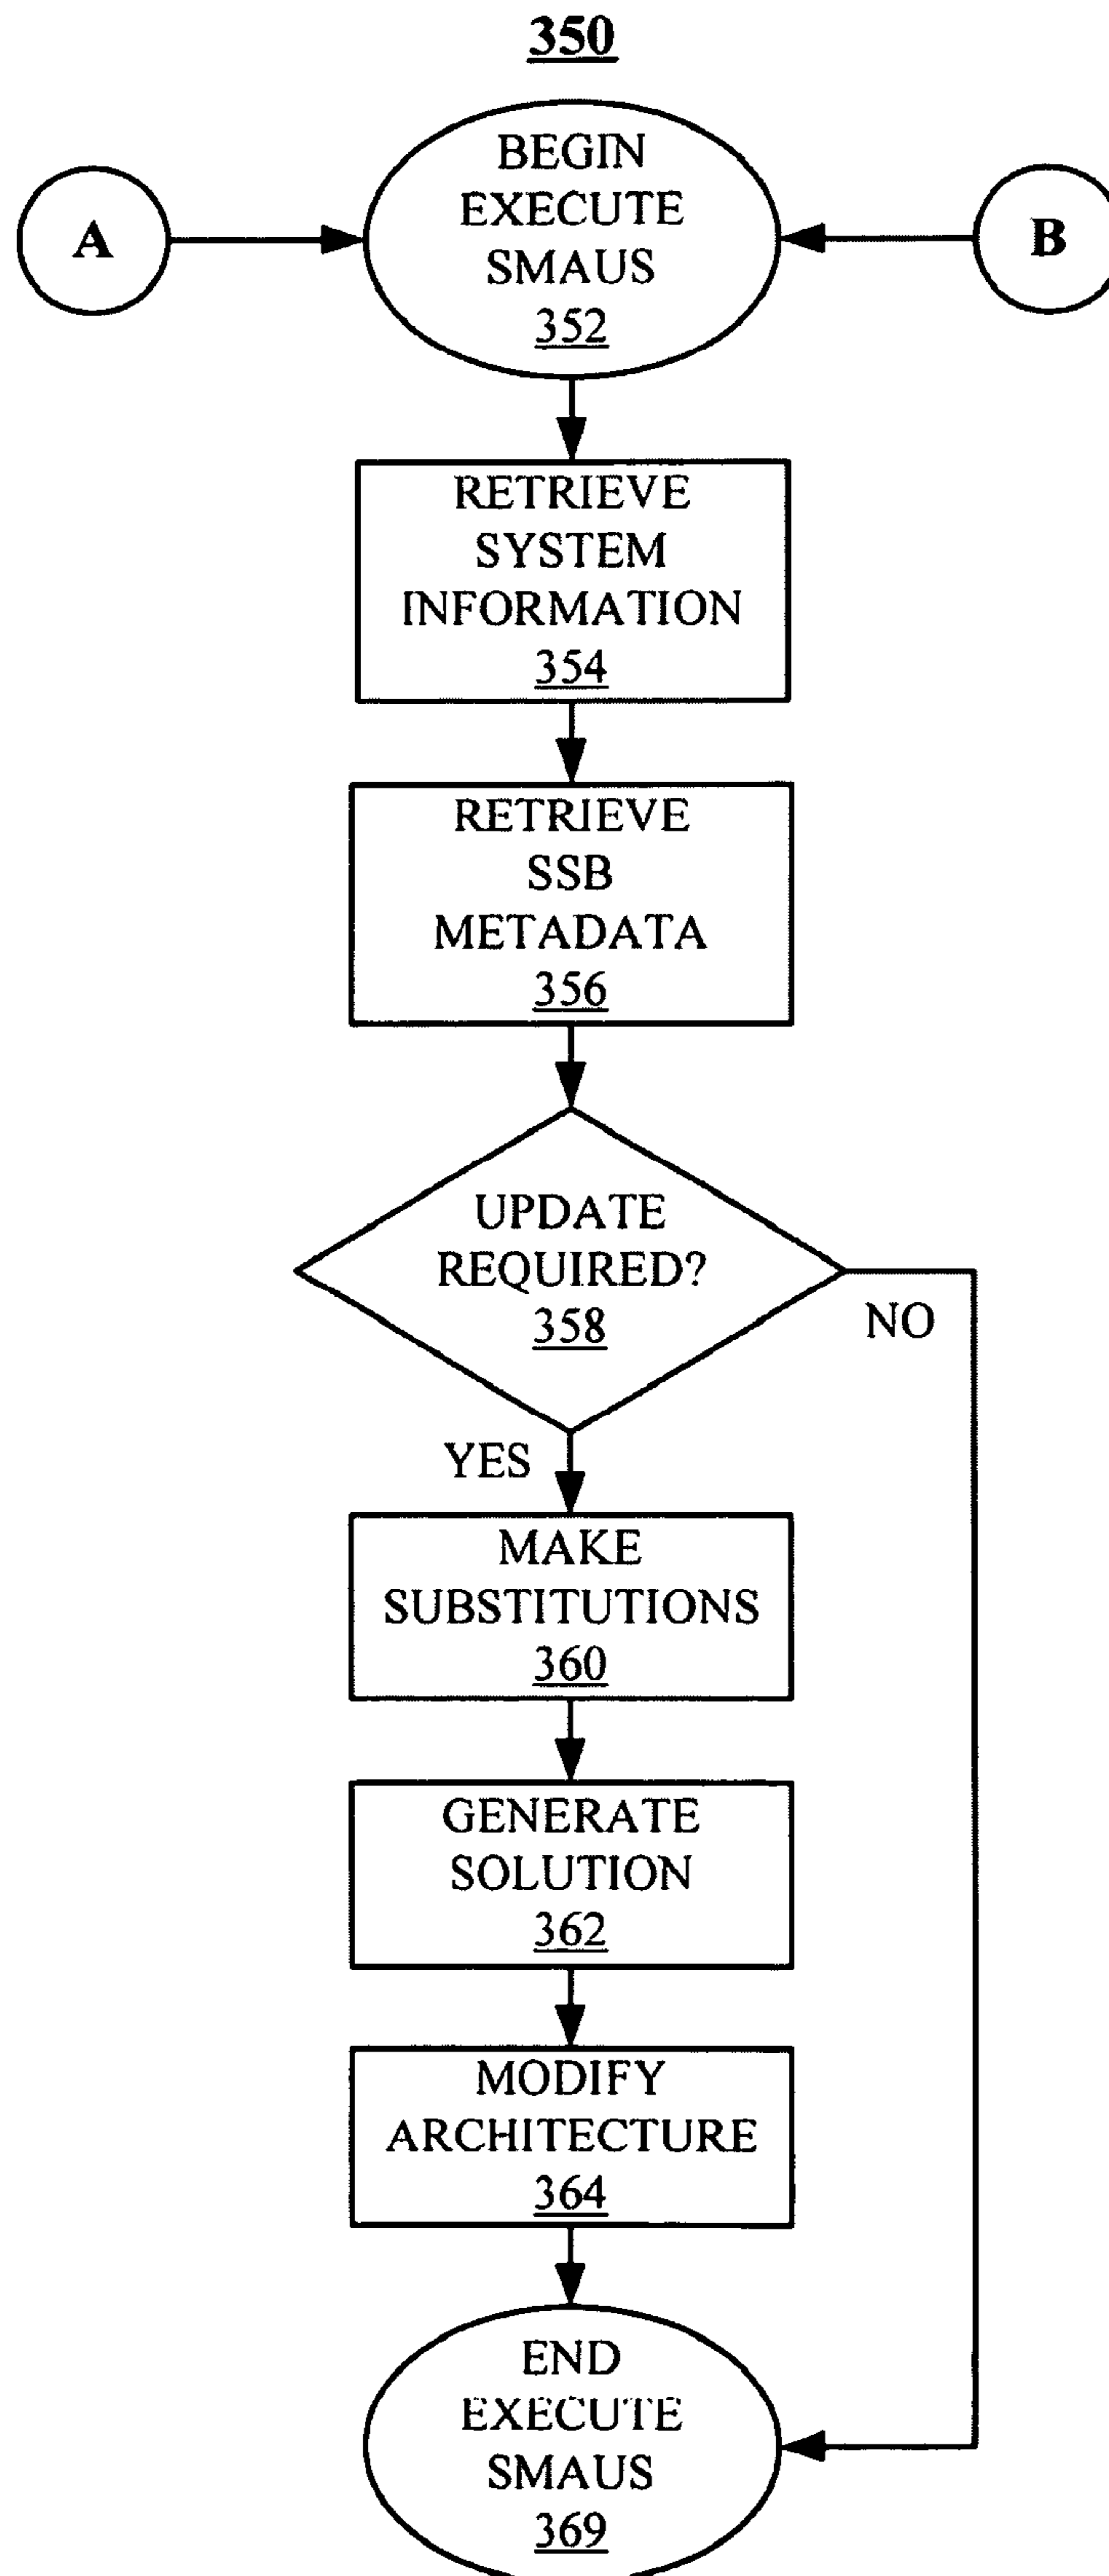 350
A
BEGIN
EXECUTE
SMAUS
352
B
RETRIEVE
SYSTEM
INFORMATION
354
RETRIEVE
SSB
METADATA
356
UPDATE
REQUIRED?
358
NO
YES
MAKE
SUBSTITUTIONS
360
GENERATE
SOLUTION
362
MODIFY
ARCHITECTURE
364
END
EXECUTE
SMAUS
369